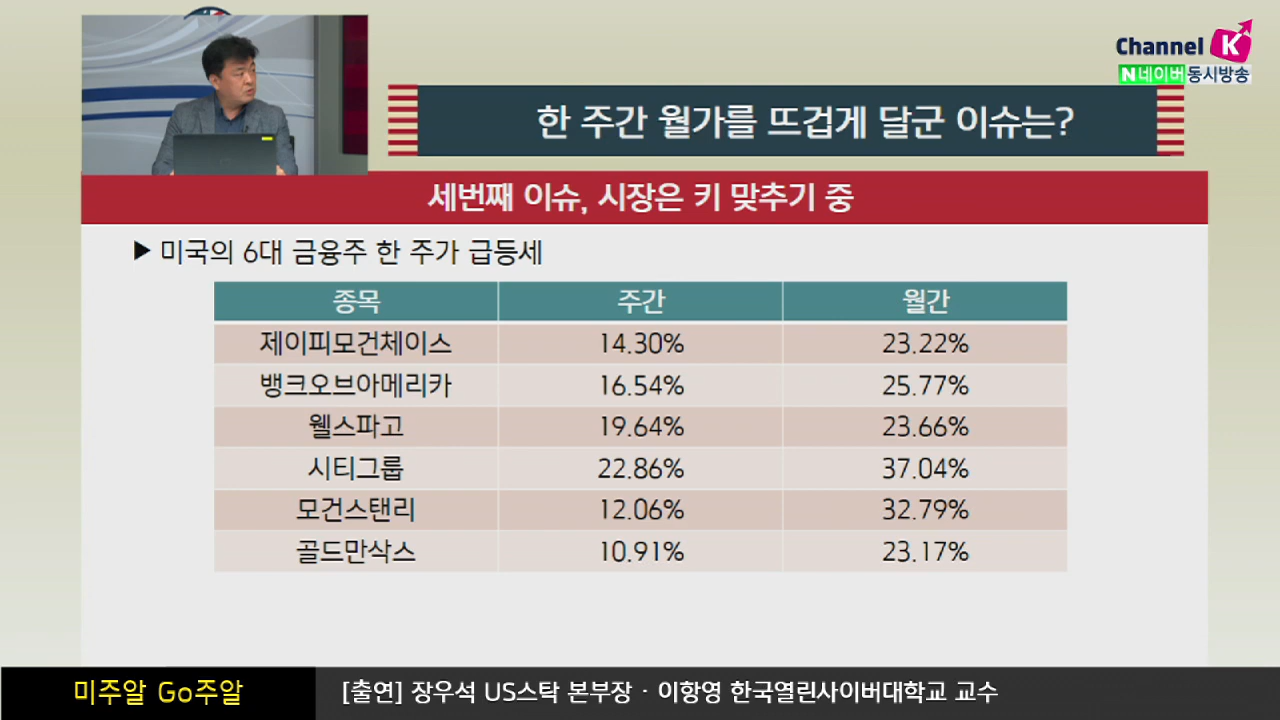 Channel K
N네이버 동시방송
한 주간 월가를 뜨겁게 달군 이슈는?
세번째 이슈, 시장은 키 맞추기 중
▶ 미국의 6대 금융주 한 주가 급등세
종목 주간 월간
제이피모건체이스 14.30% 23.22%
뱅크오브아메리카 16.54% 25.77%
웰스파고 19.64% 23.66%
시티그룹 22.86% 37.04%
모건스탠리 12.06% 32.79%
골드만삭스 10.91% 23.17%
미주알 Go주알
[출연] 장우석 US스탁 본부장 · 이항영 한국열린사이버대학교 교수